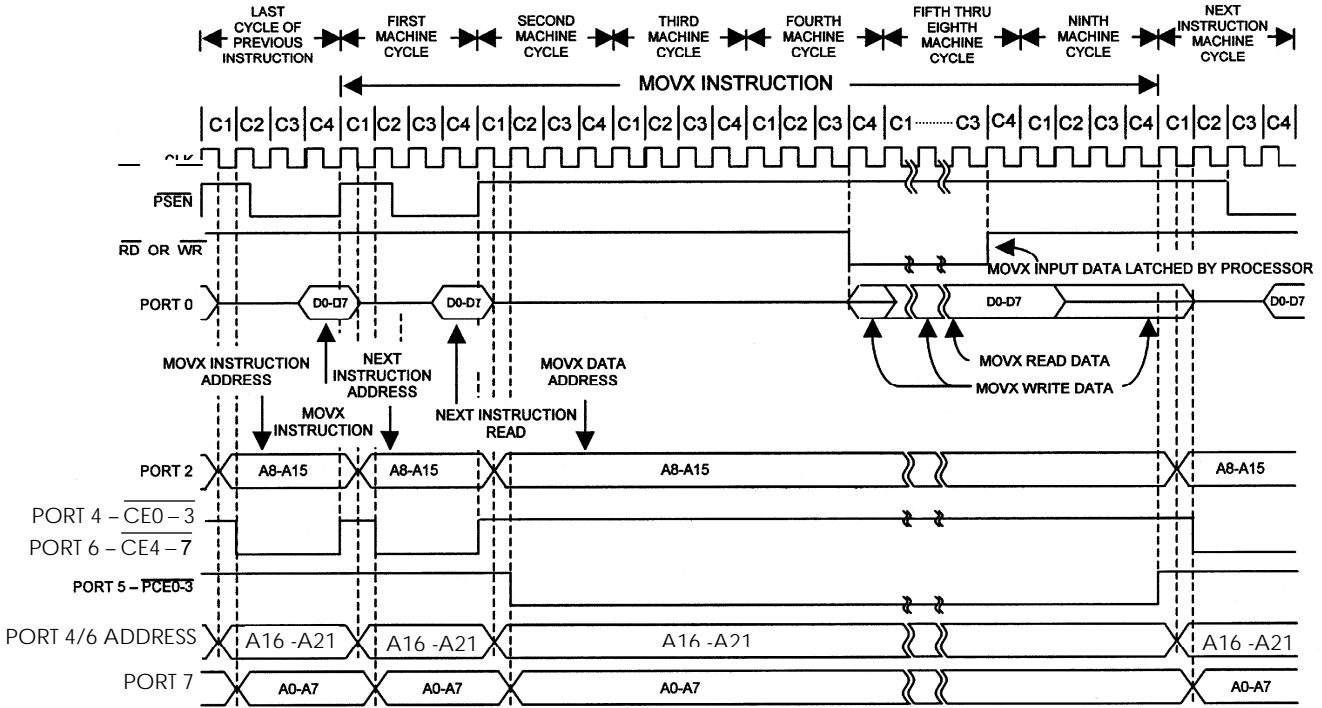 LAST CYCLE OF PREVIOUS INSTRUCTION
FIRST MACHINE CYCLE
SECOND MACHINE CYCLE
THIRD MACHINE CYCLE
FOURTH MACHINE CYCLE
FIFTH THRU EIGHTH MACHINE CYCLE
NINTH MACHINE CYCLE
NEXT INSTRUCTION MACHINE CYCLE
MOVX INSTRUCTION
C1 C2 C3 C4 C1 C2 C3 C4 C1 C2 C3 C4 C1 C2 C3 C4 C1 C2 C3 C4 C1 ......... C3 C4 C1 C2 C3 C4 C1 C2 C3 C4
PSEN
RD OR WR
MOVX INPUT DATA LATCHED BY PROCESSOR
PORT 0 D0-D7 D0-D7 D0-D7 D0-D7
MOVX INSTRUCTION ADDRESS
NEXT INSTRUCTION ADDRESS
MOVX DATA ADDRESS
MOVX READ DATA
MOVX WRITE DATA
MOVX INSTRUCTION
NEXT INSTRUCTION READ
PORT 2 A8-A15 A8-A15 A8-A15 A8-A15
PORT 4 – CE0 – 3
PORT 6 – CE4 – 7
PORT 5 – PCE0-3
PORT 4/6 ADDRESS A16 -A21 A16 -A21 A16 -A21 A16 -A21
PORT 7 A0-A7 A0-A7 A0-A7 A0-A7